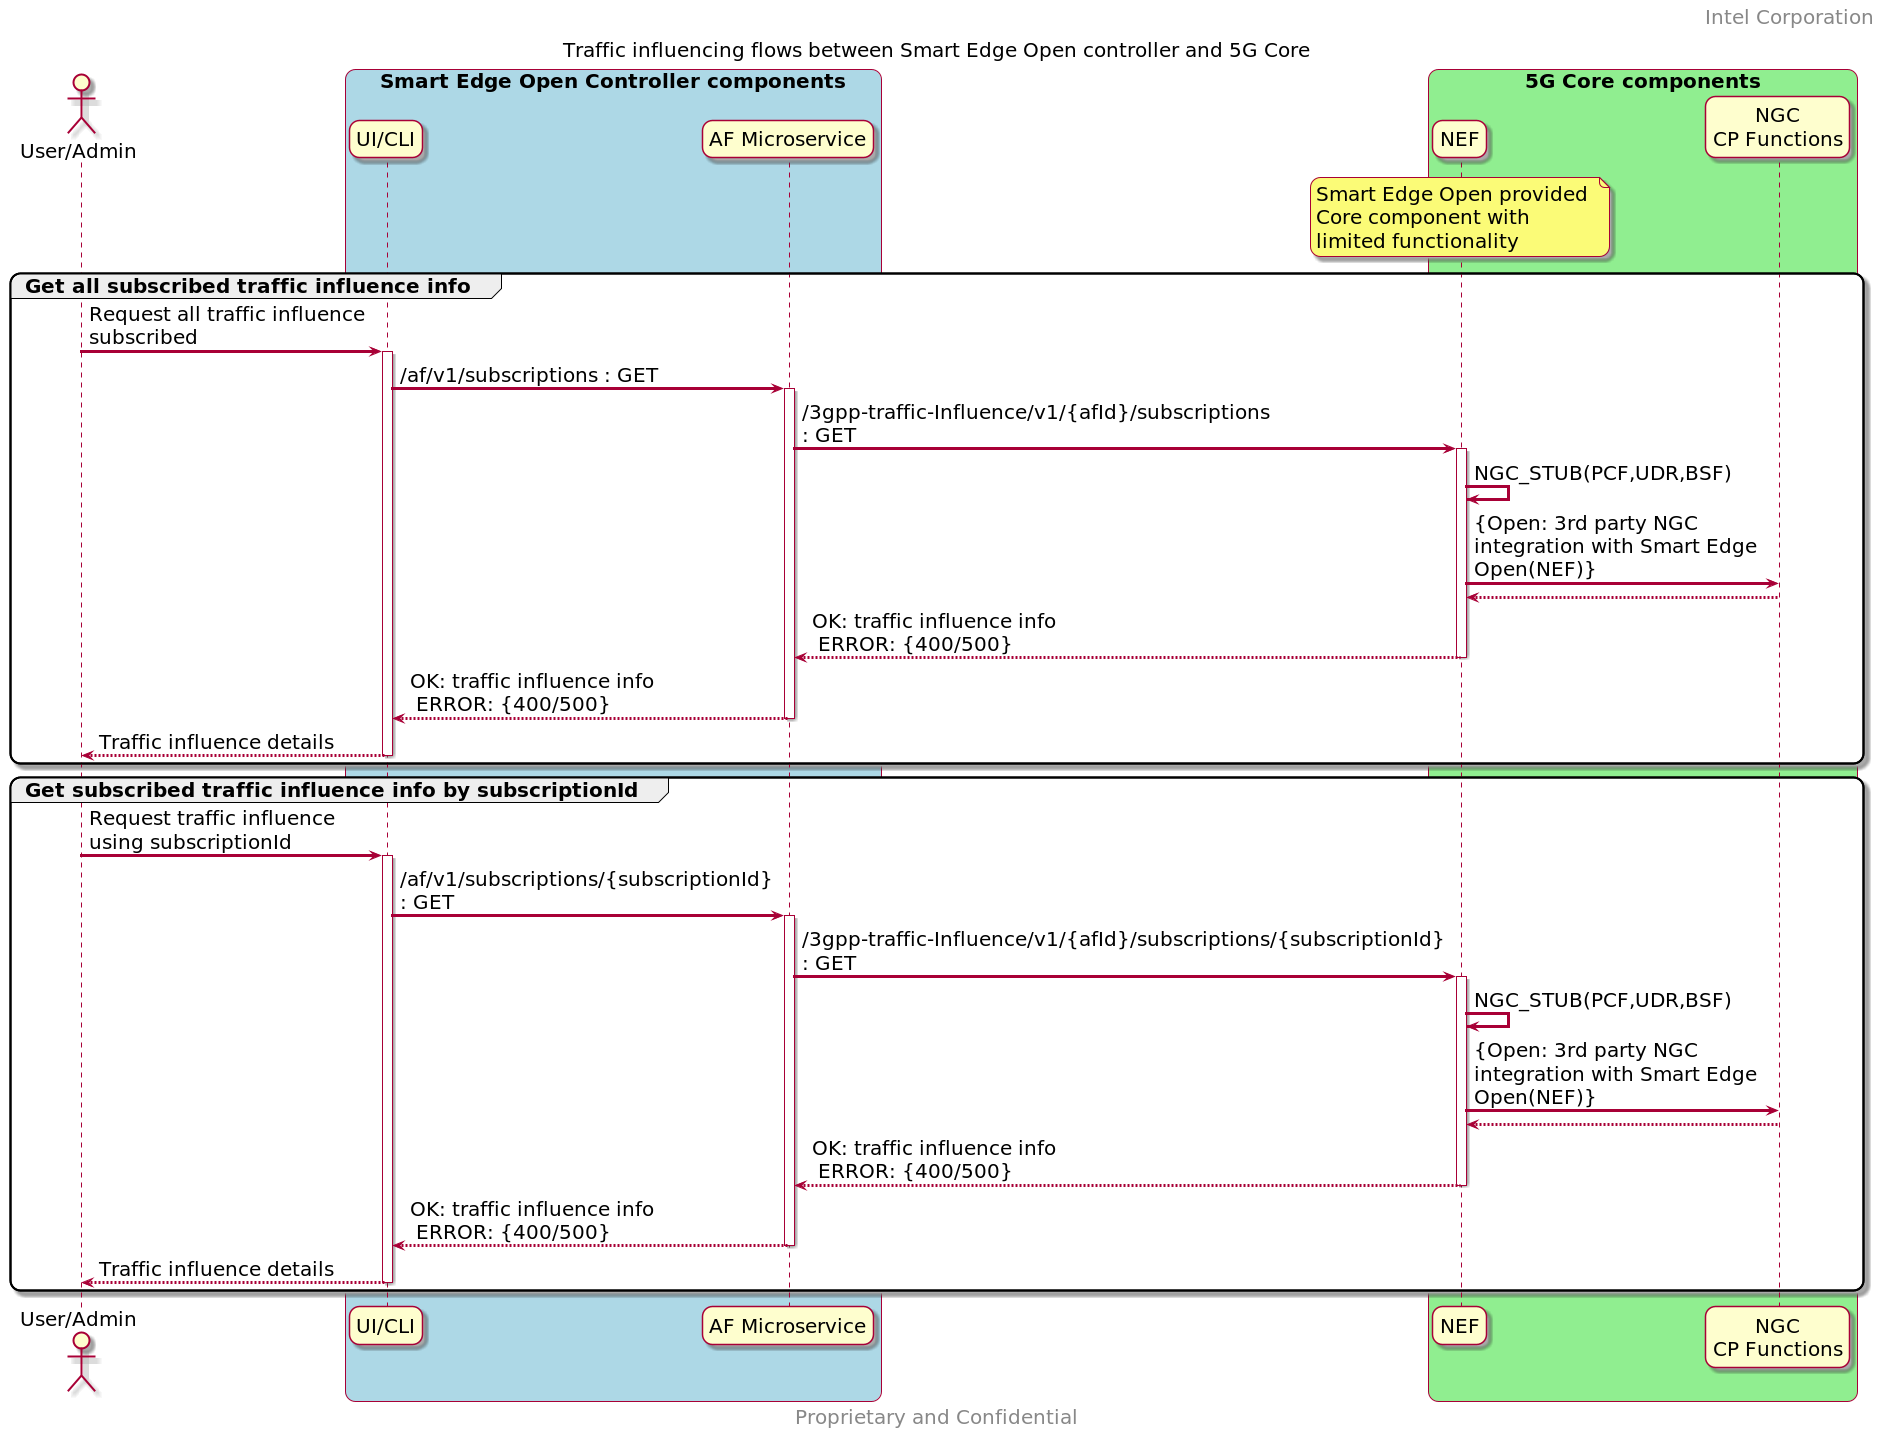 Intel Corporation
Traffic influencing flows between Smart Edge Open controller and 5G Core
Smart Edge Open Controller components
5G Core components
User/Admin
UI/CLI
AF Microservice
NEF
NGC
CP Functions
Smart Edge Open provided
Core component with
limited functionality
Get all subscribed traffic influence info
Request all traffic influence
subscribed
/af/v1/subscriptions : GET
/3gpp-traffic-Influence/v1/{afId}/subscriptions
: GET
NGC_STUB(PCF,UDR,BSF)
{Open: 3rd party NGC
integration with Smart Edge
Open(NEF)}
OK: traffic influence info
ERROR: {400/500}
OK: traffic influence info
ERROR: {400/500}
Traffic influence details
Get subscribed traffic influence info by subscriptionId
Request traffic influence
using subscriptionId
/af/v1/subscriptions/{subscriptionId}
: GET
/3gpp-traffic-Influence/v1/{afId}/subscriptions/{subscriptionId}
: GET
NGC_STUB(PCF,UDR,BSF)
{Open: 3rd party NGC
integration with Smart Edge
Open(NEF)}
OK: traffic influence info
ERROR: {400/500}
OK: traffic influence info
ERROR: {400/500}
Traffic influence details
User/Admin
UI/CLI
AF Microservice
NEF
NGC
CP Functions
Proprietary and Confidential